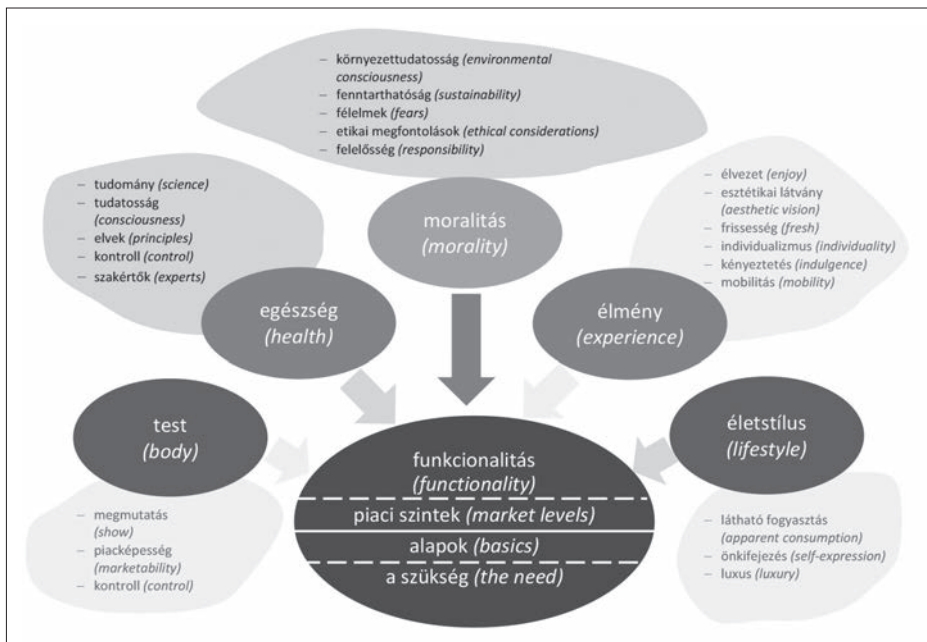 – környezettudatosság (environmental
consciousness)
– fenntarthatóság (sustainability)
– félelmek (fears)
– etikai megfontolások (ethical considerations)
– felelősség (responsibility)
– tudomány (science)
– tudatosság
(consciousness)
– elvek (principles)
– kontroll (control)
– szakértők (experts)
moralitás
(morality)
– élvezet (enjoy)
– esztétikai látvány
(aesthetic vision)
– frissesség (fresh)
– individualizmus (individuality)
– kényeztetés (indulgence)
– mobilitás (mobility)
egészség
(health)
élmény
(experience)
test
(body)
életstílus
(lifestyle)
funkcionalitás
(functionality)
piaci szintek (market levels)
alapok (basics)
a szükség (the need)
– megmutatás
(show)
– piacképesség
(marketability)
– kontroll (control)
– látható fogyasztás
(apparent consumption)
– önkifejezés (self-expression)
– luxus (luxury)